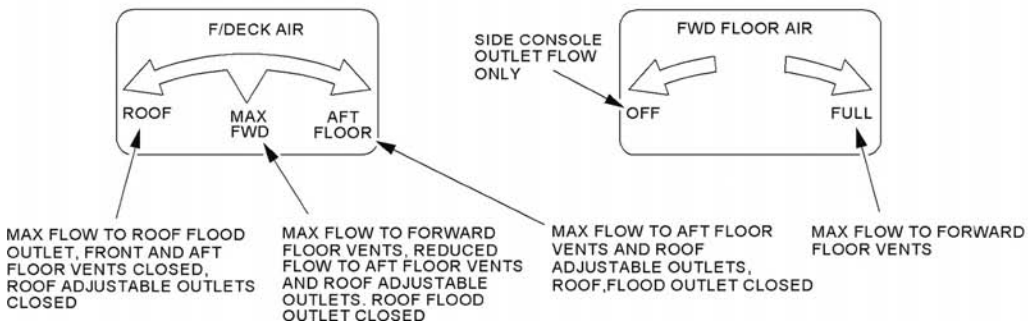 F/DECK AIR
ROOF
MAX
FWD
AFT
FLOOR
SIDE CONSOLE
OUTLET FLOW
ONLY
FWD FLOOR AIR
OFF
FULL
MAX FLOW TO ROOF FLOOD
OUTLET, FRONT AND AFT
FLOOR VENTS CLOSED,
ROOF ADJUSTABLE OUTLETS
CLOSED
MAX FLOW TO FORWARD
FLOOR VENTS, REDUCED
FLOW TO AFT FLOOR VENTS
AND ROOF ADJUSTABLE
OUTLETS. ROOF FLOOD
OUTLET CLOSED
MAX FLOW TO AFT FLOOR
VENTS AND ROOF
ADJUSTABLE OUTLETS,
ROOF,FLOOD OUTLET CLOSED
MAX FLOW TO FORWARD
FLOOR VENTS